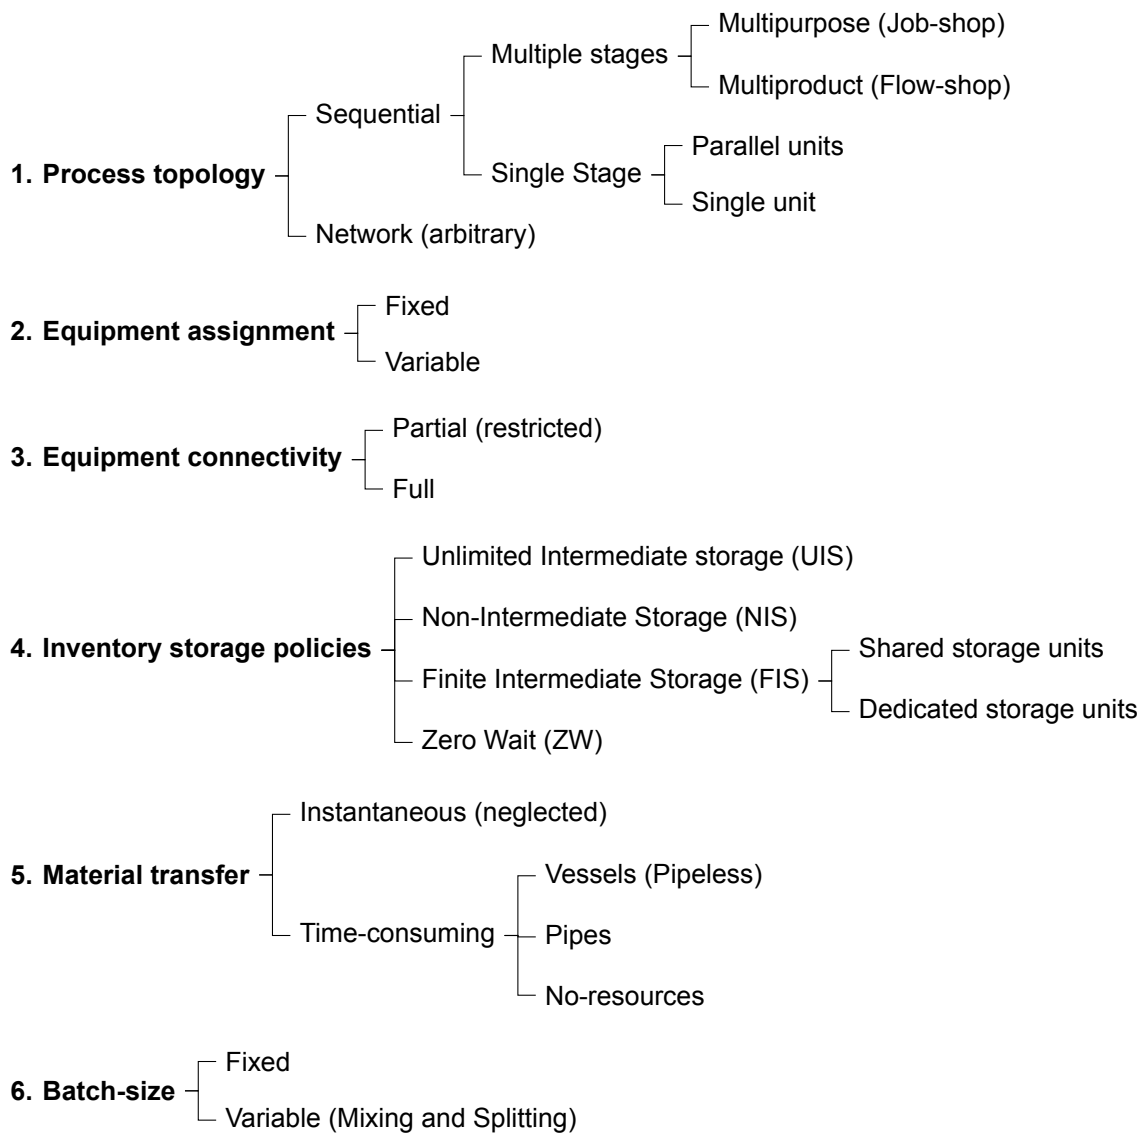 Multipurpose (Job-shop)
Multiple stages
Multiproduct (Flow-shop)
Sequential
Parallel units
1. Process topology
Single Stage
Single unit
Network (arbitrary)
Fixed
2. Equipment assignment
Variable
Partial (restricted)
3. Equipment connectivity
Full
Unlimited Intermediate storage (UIS)
Non-Intermediate Storage (NIS)
4. Inventory storage policies
Shared storage units
Finite Intermediate Storage (FIS)
Dedicated storage units
Zero Wait (ZW)
Instantaneous (neglected)
5. Material transfer
Vessels (Pipeless)
Time-consuming
Pipes
No-resources
Fixed
6. Batch-size
Variable (Mixing and Splitting)